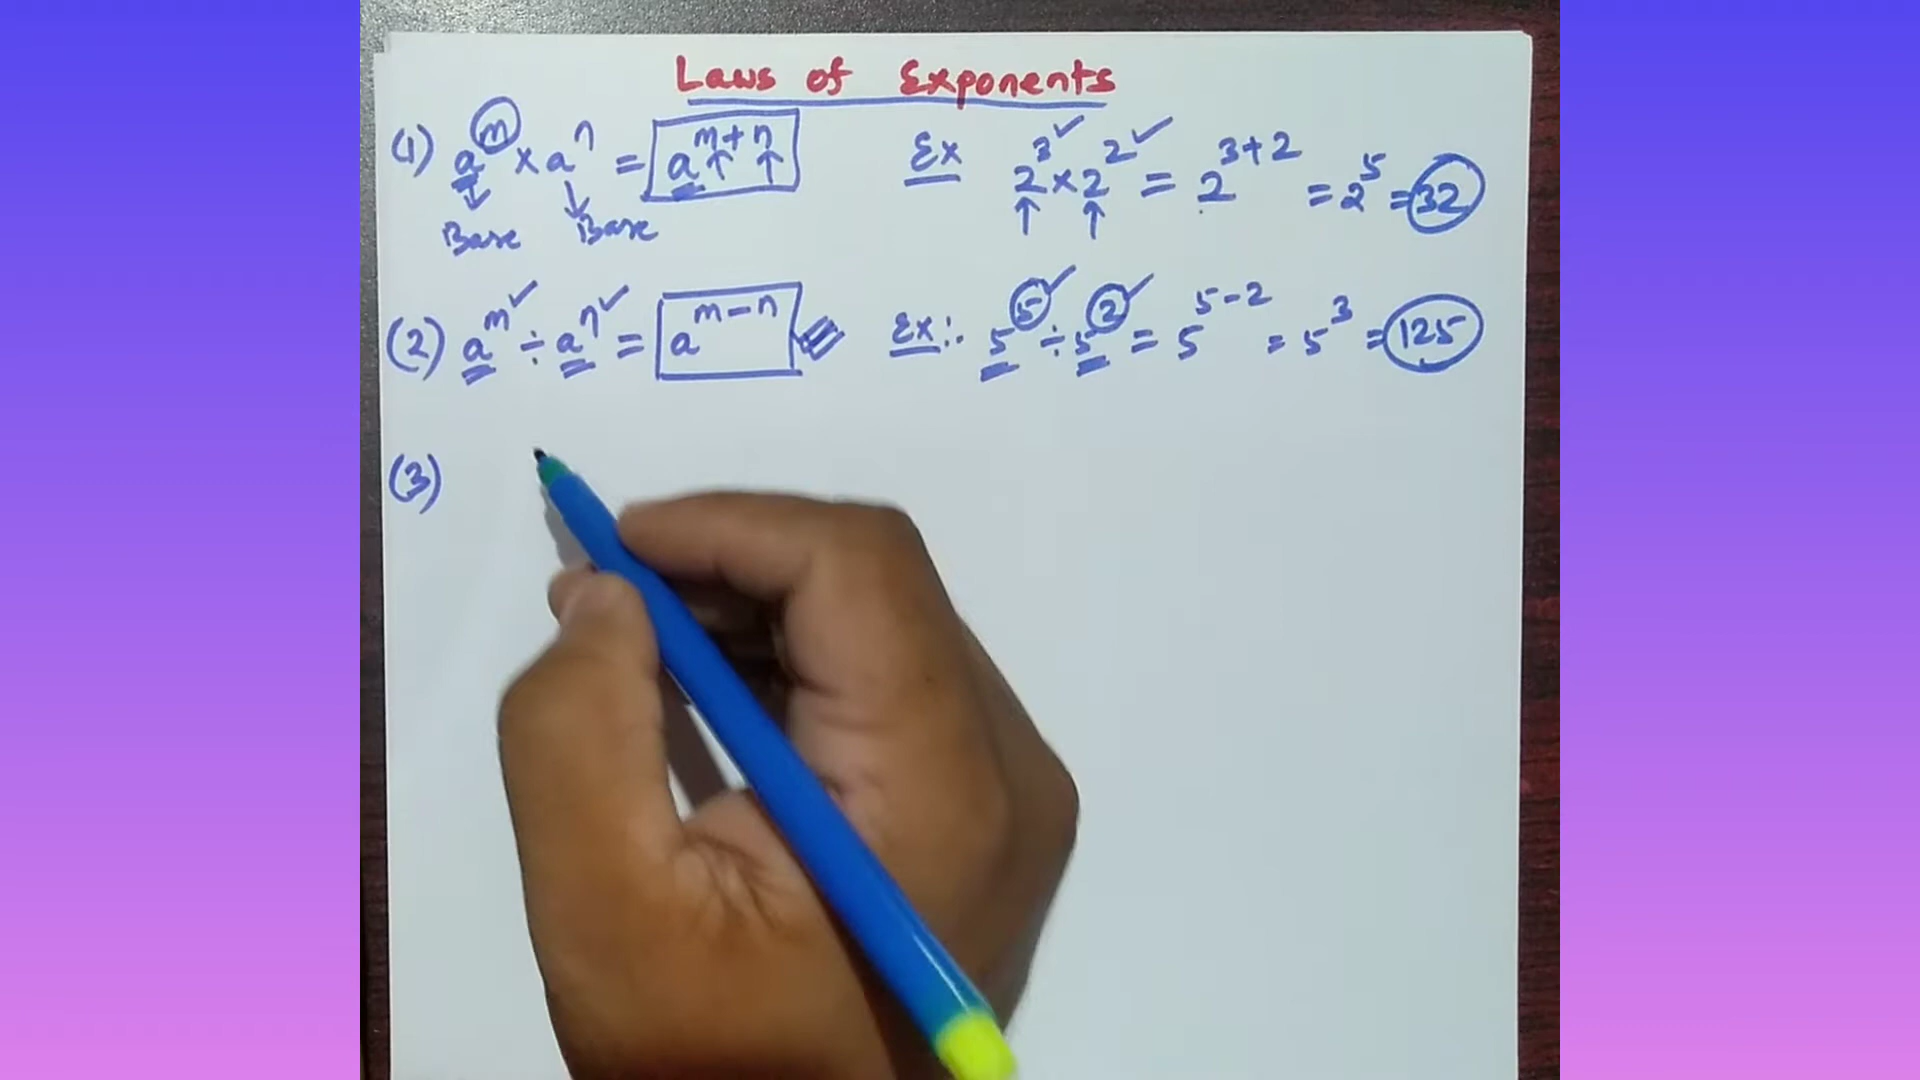 Laws of Exponents
(1) a^m × a^n = a^(m+n) Ex 2^3 × 2^2 = 2^(3+2) = 2^5 = 32
Base Base
(2) a^m ÷ a^n = a^(m-n) Ex:- 5^5 ÷ 5^2 = 5^(5-2) = 5^3 = 125
(3)